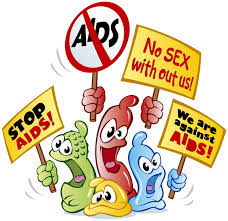 AIDS
No SEX
with out us!
STOP
AIDS!
We are
against
AIDS!